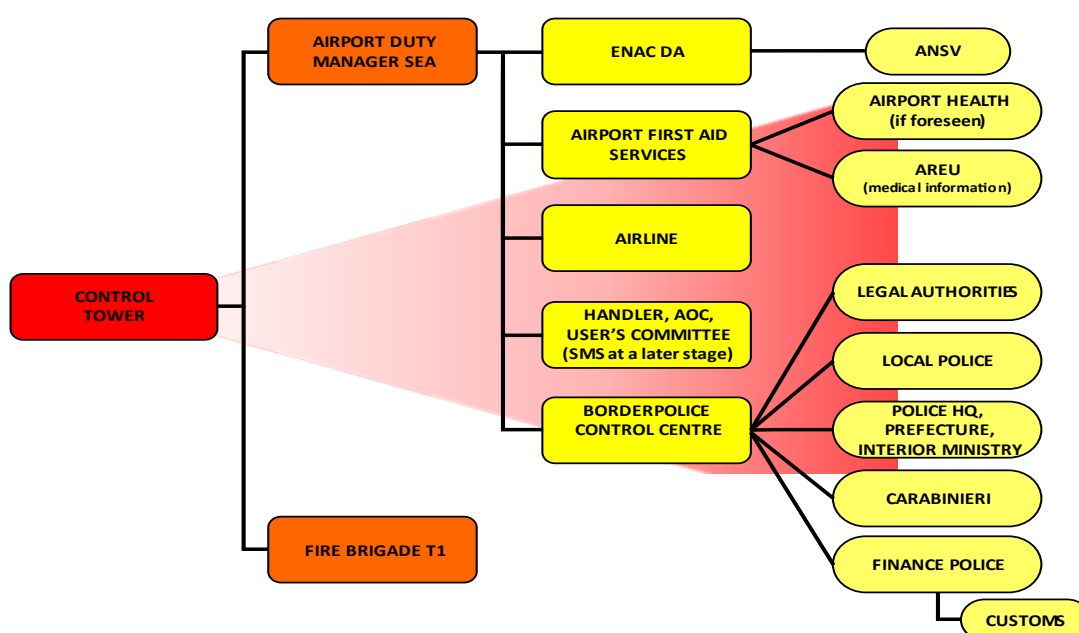 AIRPORT DUTY
MANAGER SEA
ENAC DA
ANSV
AIRPORT HEALTH
(if foreseen)
AIRPORT FIRST AID
SERVICES
AREU
(medical information)
AIRLINE
CONTROL
TOWER
LEGAL AUTHORITIES
HANDLER, AOC,
USER'S COMMITTEE
(SMS at a later stage)
LOCAL POLICE
BORDERPOLICE
CONTROL CENTRE
POLICE HQ,
PREFECTURE,
INTERIOR MINISTRY
CARABINIERI
FIRE BRIGADE T1
FINANCE POLICE
CUSTOMS